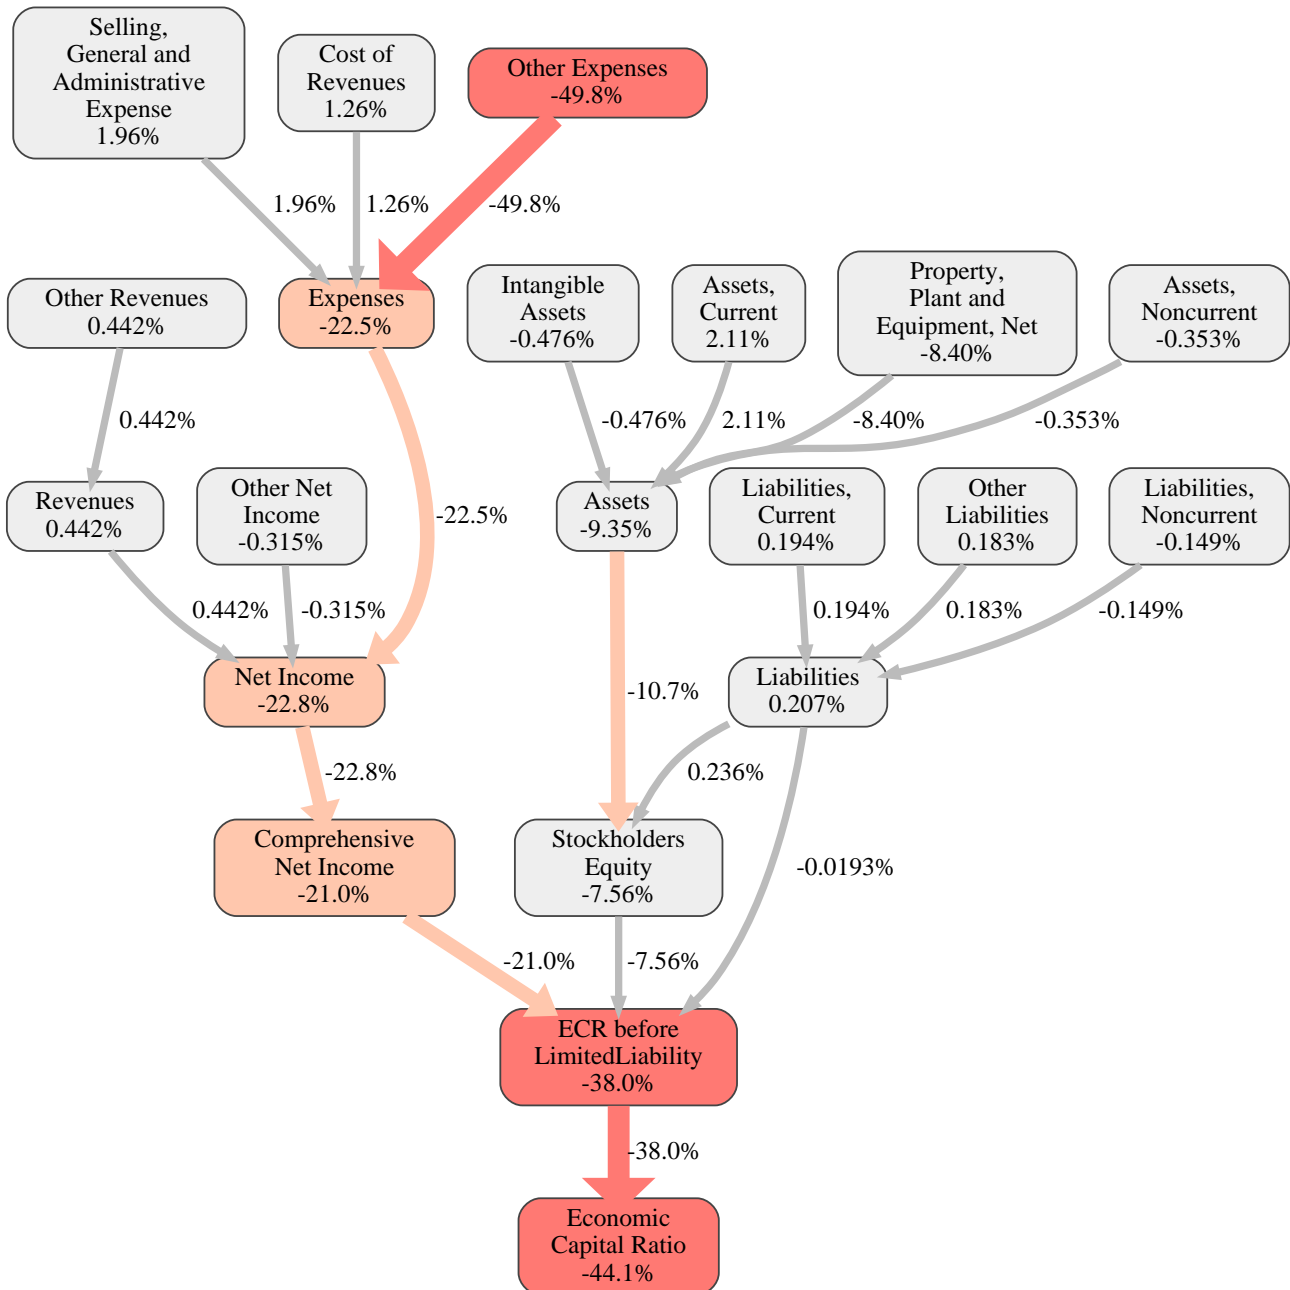 Selling,
General and
Administrative
Expense
1.96%
Cost of
Revenues
1.26%
Other Expenses
-49.8%
1.96%
1.26%
-49.8%
Other Revenues
0.442%
Expenses
-22.5%
Intangible
Assets
-0.476%
Assets,
Current
2.11%
Property,
Plant and
Equipment, Net
-8.40%
Assets,
Noncurrent
-0.353%
0.442%
-0.476%
2.11%
-8.40%
-0.353%
Revenues
0.442%
Other Net
Income
-0.315%
-22.5%
Assets
-9.35%
Liabilities,
Current
0.194%
Other
Liabilities
0.183%
Liabilities,
Noncurrent
-0.149%
0.442%
-0.315%
0.194%
0.183%
-0.149%
Net Income
-22.8%
-10.7%
Liabilities
0.207%
-22.8%
0.236%
Comprehensive
Net Income
-21.0%
Stockholders
Equity
-7.56%
-0.0193%
-21.0%
-7.56%
ECR before
LimitedLiability
-38.0%
-38.0%
Economic
Capital Ratio
-44.1%